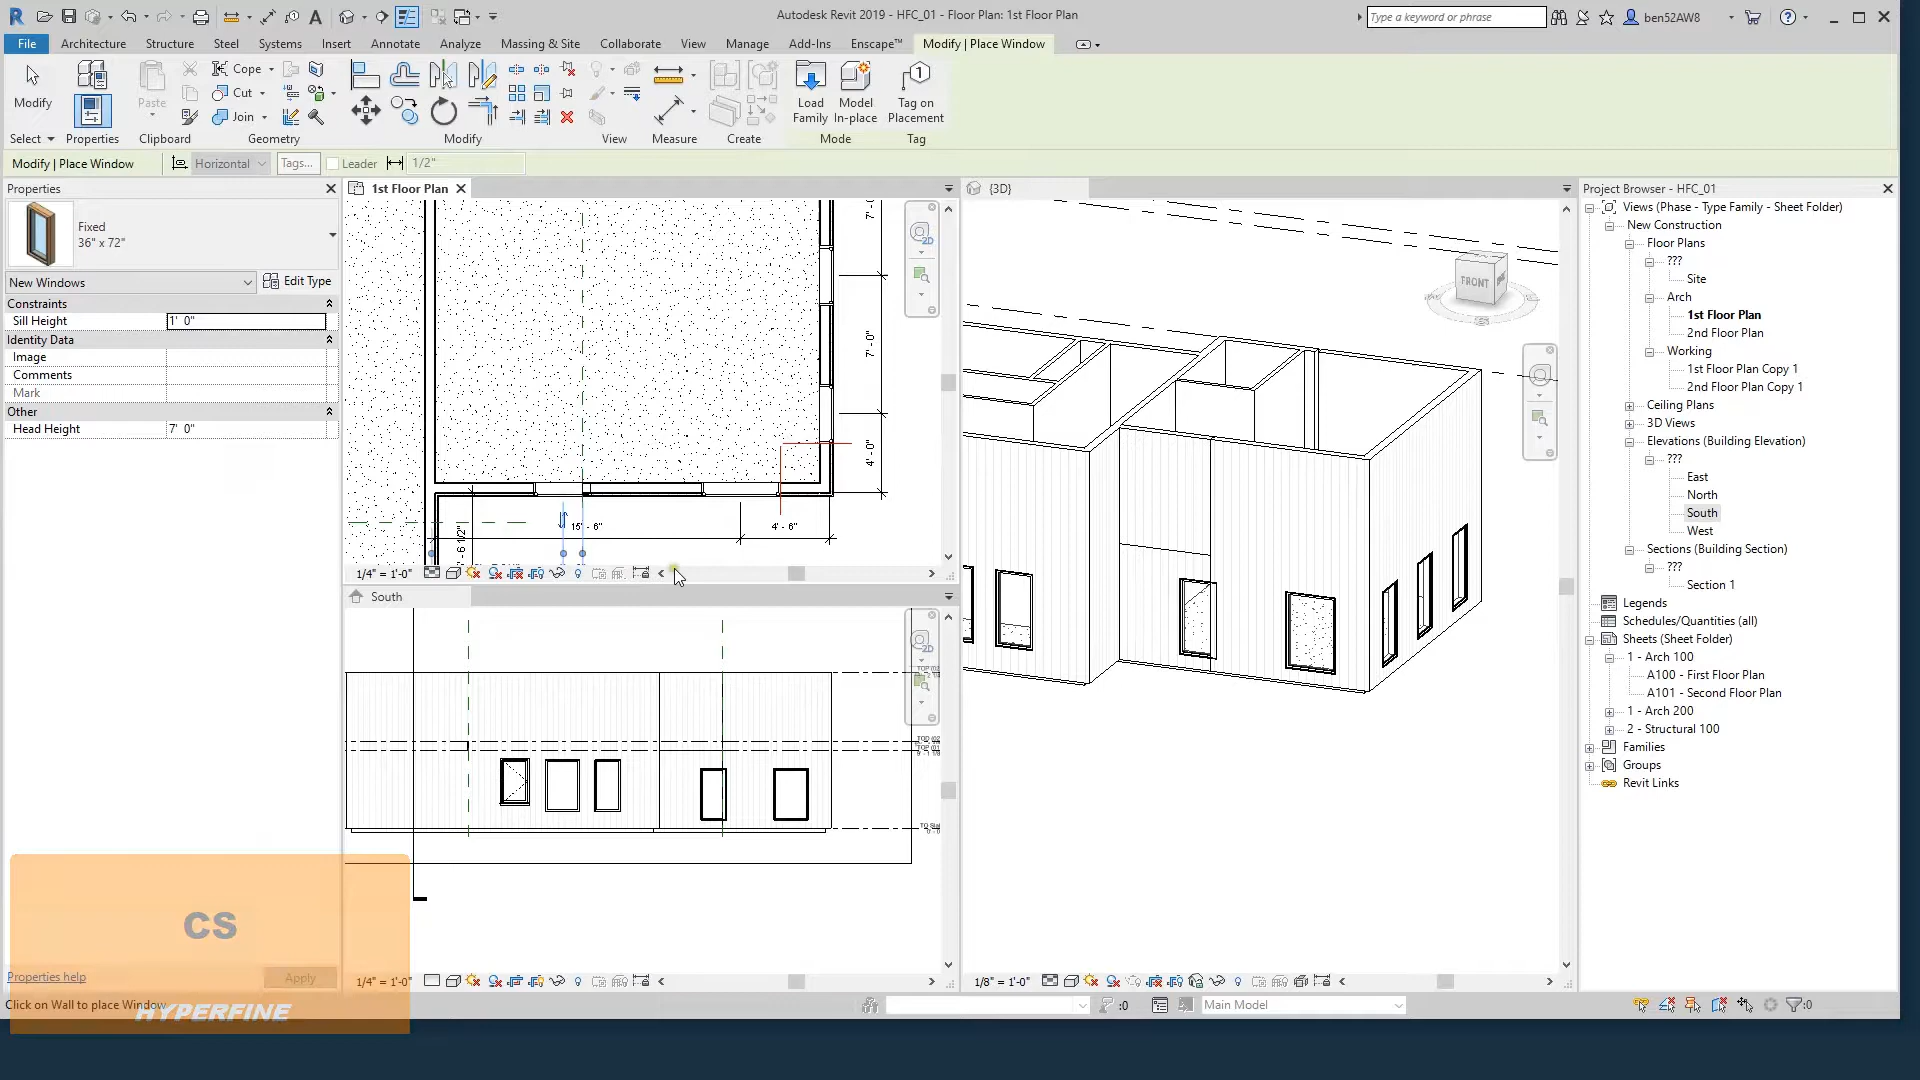 Autodesk Revit 2019 - HFC_01 - Floor Plan: 1st Floor Plan
Type a keyword or phrase
ben52AW8
File Architecture Structure Steel Systems Insert Annotate Analyze Massing & Site Collaborate View Manage Add-Ins Enscape™ Modify | Place Window
Modify
Paste
Cope
Cut
Join
Load Family
Model In-place
Tag on Placement
Select Properties Clipboard Geometry Modify View Measure Create Mode Tag
Modify | Place Window Horizontal Tags... Leader 1/2"
Properties
Fixed
36" x 72"
New Windows Edit Type
Constraints
Sill Height 1' 0"
Identity Data
Image
Comments
Mark
Other
Head Height 7' 0"
Properties help Apply
Click on Wall to place Window
CS
HYPERFINE
1st Floor Plan
2D
7' - 0"
4' - 0"
15' - 6"
4' - 6"
- 6 1/2"
1/4" = 1'-0"
South
2D
1/4" = 1'-0"
{3D}
FRONT
1/8" = 1'-0"
:0
Main Model
:0
Project Browser - HFC_01
Views (Phase - Type Family - Sheet Folder)
New Construction
Floor Plans
???
Site
Arch
1st Floor Plan
2nd Floor Plan
Working
1st Floor Plan Copy 1
2nd Floor Plan Copy 1
Ceiling Plans
3D Views
Elevations (Building Elevation)
???
East
North
South
West
Sections (Building Section)
???
Section 1
Legends
Schedules/Quantities (all)
Sheets (Sheet Folder)
1 - Arch 100
A100 - First Floor Plan
A101 - Second Floor Plan
1 - Arch 200
2 - Structural 100
Families
Groups
Revit Links